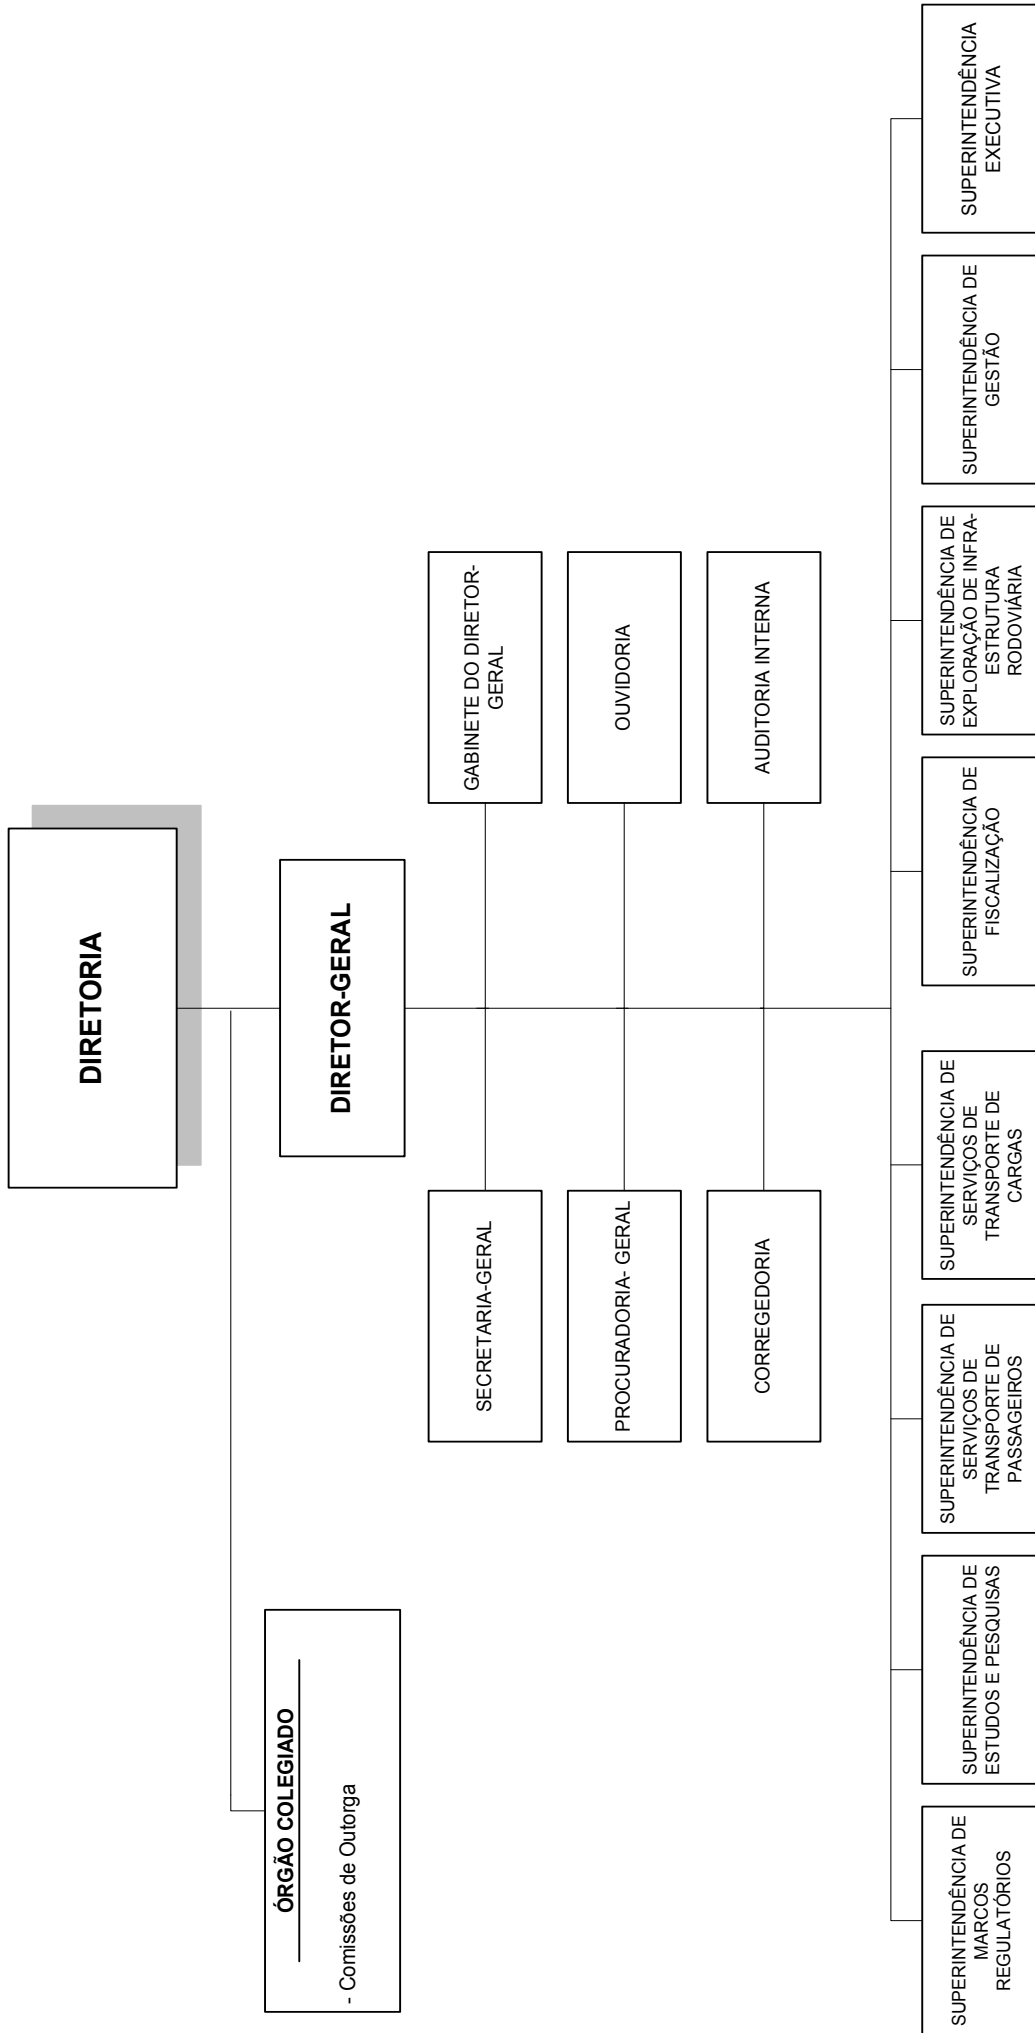 DIRETORIA
ÓRGÃO COLEGIADO
- Comissões de Outorga
DIRETOR-GERAL
SECRETARIA-GERAL
GABINETE DO DIRETOR-
GERAL
PROCURADORIA- GERAL
OUVIDORIA
CORREGEDORIA
AUDITORIA INTERNA
SUPERINTENDÊNCIA DE
MARCOS
REGULATÓRIOS
SUPERINTENDÊNCIA DE
ESTUDOS E PESQUISAS
SUPERINTENDÊNCIA DE
SERVIÇOS DE
TRANSPORTE DE
PASSAGEIROS
SUPERINTENDÊNCIA DE
SERVIÇOS DE
TRANSPORTE DE
CARGAS
SUPERINTENDÊNCIA DE
FISCALIZAÇÃO
SUPERINTENDÊNCIA DE
EXPLORAÇÃO DE INFRA-
ESTRUTURA
RODOVIÁRIA
SUPERINTENDÊNCIA DE
GESTÃO
SUPERINTENDÊNCIA
EXECUTIVA